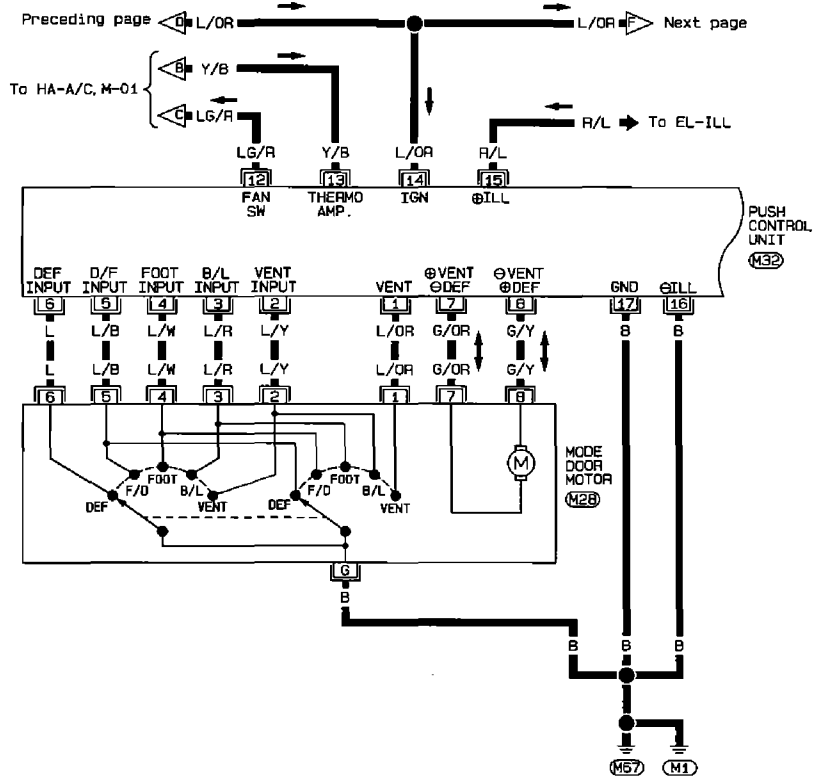 Preceding page D L/OR L/OR F Next page
B Y/B
To HA-A/C, M-01
C LG/R
R/L To EL-ILL
LG/R Y/B L/OR R/L
12 13 14 15
FAN SW THERMO AMP. IGN ⊕ILL
PUSH CONTROL UNIT
M32
DEF INPUT D/F INPUT FOOT INPUT B/L INPUT VENT INPUT VENT ⊕VENT ⊖DEF ⊖VENT ⊕DEF GND ⊖ILL
6 5 4 3 2 1 7 8 17 16
L L/B L/W L/R L/Y L/OR G/OR G/Y B B
L L/B L/W L/R L/Y L/OR G/OR G/Y
6 5 4 3 2 1 7 8
MODE DOOR MOTOR
M28
M
DEF F/D FOOT B/L VENT
DEF F/D FOOT B/L VENT
G
B
B B B
M67 M1